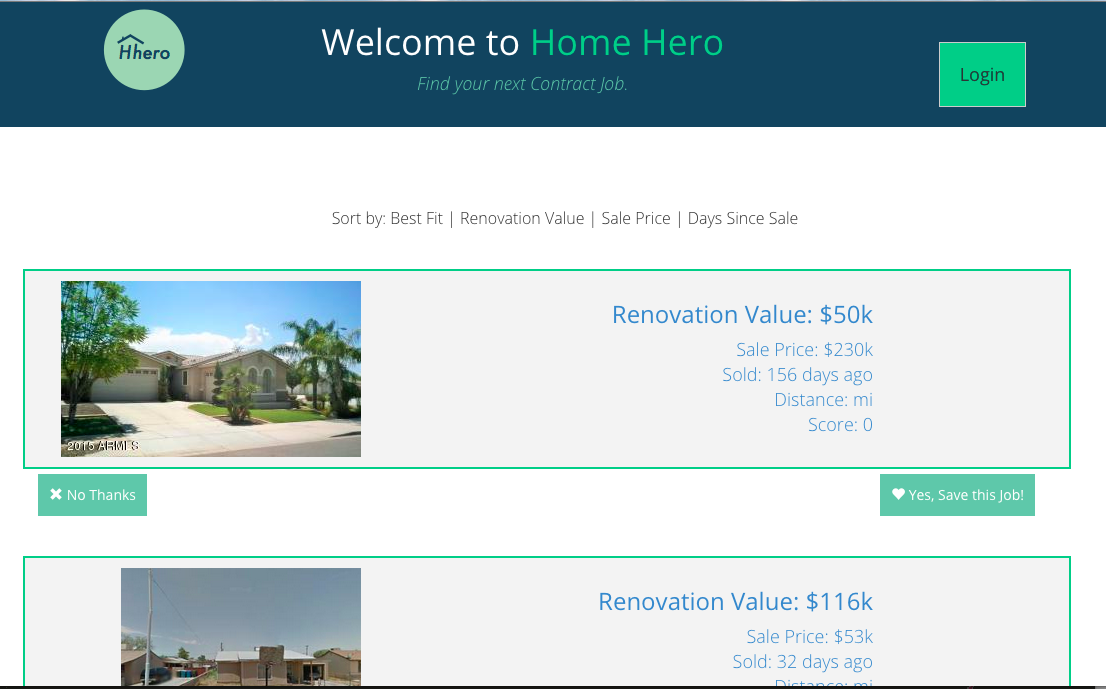 Hhero
Welcome to Home Hero
Find your next Contract Job.
Login
Sort by: Best Fit | Renovation Value | Sale Price | Days Since Sale
Renovation Value: $50k
Sale Price: $230k
Sold: 156 days ago
Distance: mi
Score: 0
2015 ARMLS
No Thanks
Yes, Save this Job!
Renovation Value: $116k
Sale Price: $53k
Sold: 32 days ago
Distance: mi